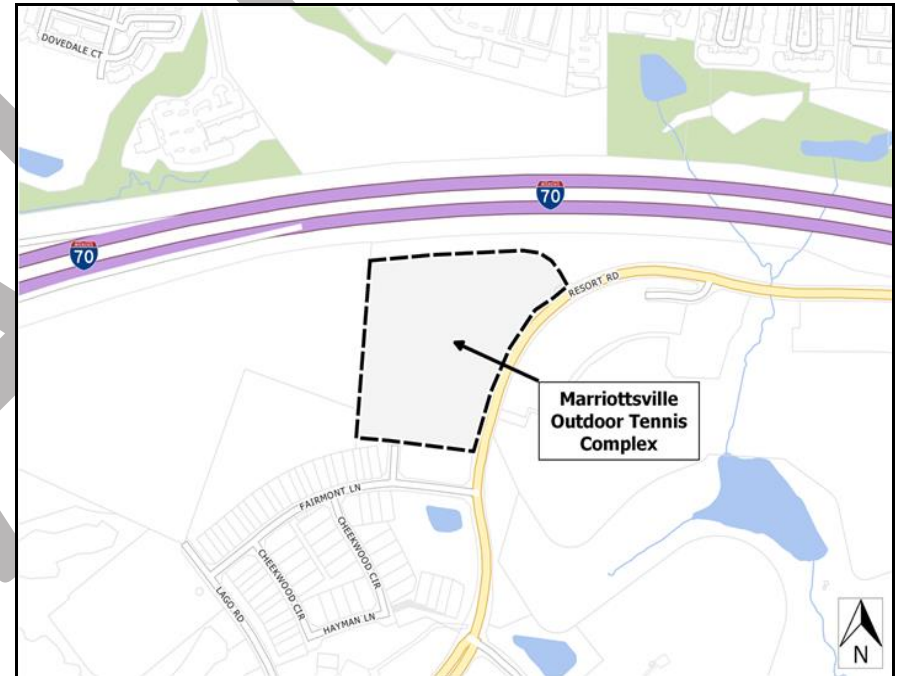 DOVEDALE CT
70
70
RESORT RD
Marriottsville
Outdoor Tennis
Complex
FAIRMONT LN
CHEEKWOOD CIR
CHEEKWOOD CIR
LAGO RD
HAYMAN LN
N